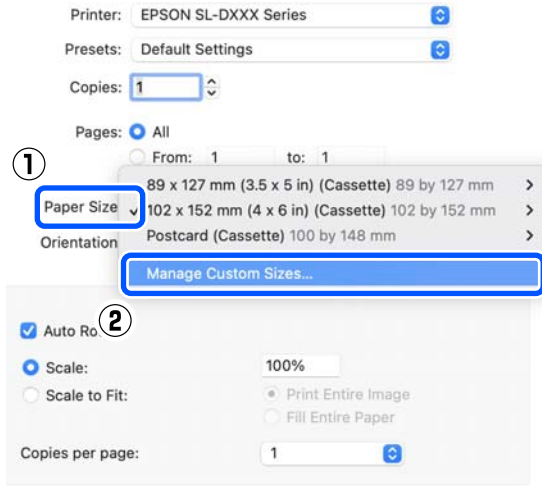 Printer: EPSON SL-DXXX Series
Presets: Default Settings
Copies: 1
Pages: All
From: 1 to: 1
1
89 x 127 mm (3.5 x 5 in) (Cassette) 89 by 127 mm >
Paper Size ✓ 102 x 152 mm (4 x 6 in) (Cassette) 102 by 152 mm >
Orientation Postcard (Cassette) 100 by 148 mm >
Manage Custom Sizes...
2
Auto Ro
Scale: 100%
Scale to Fit: Print Entire Image
Fill Entire Paper
Copies per page: 1